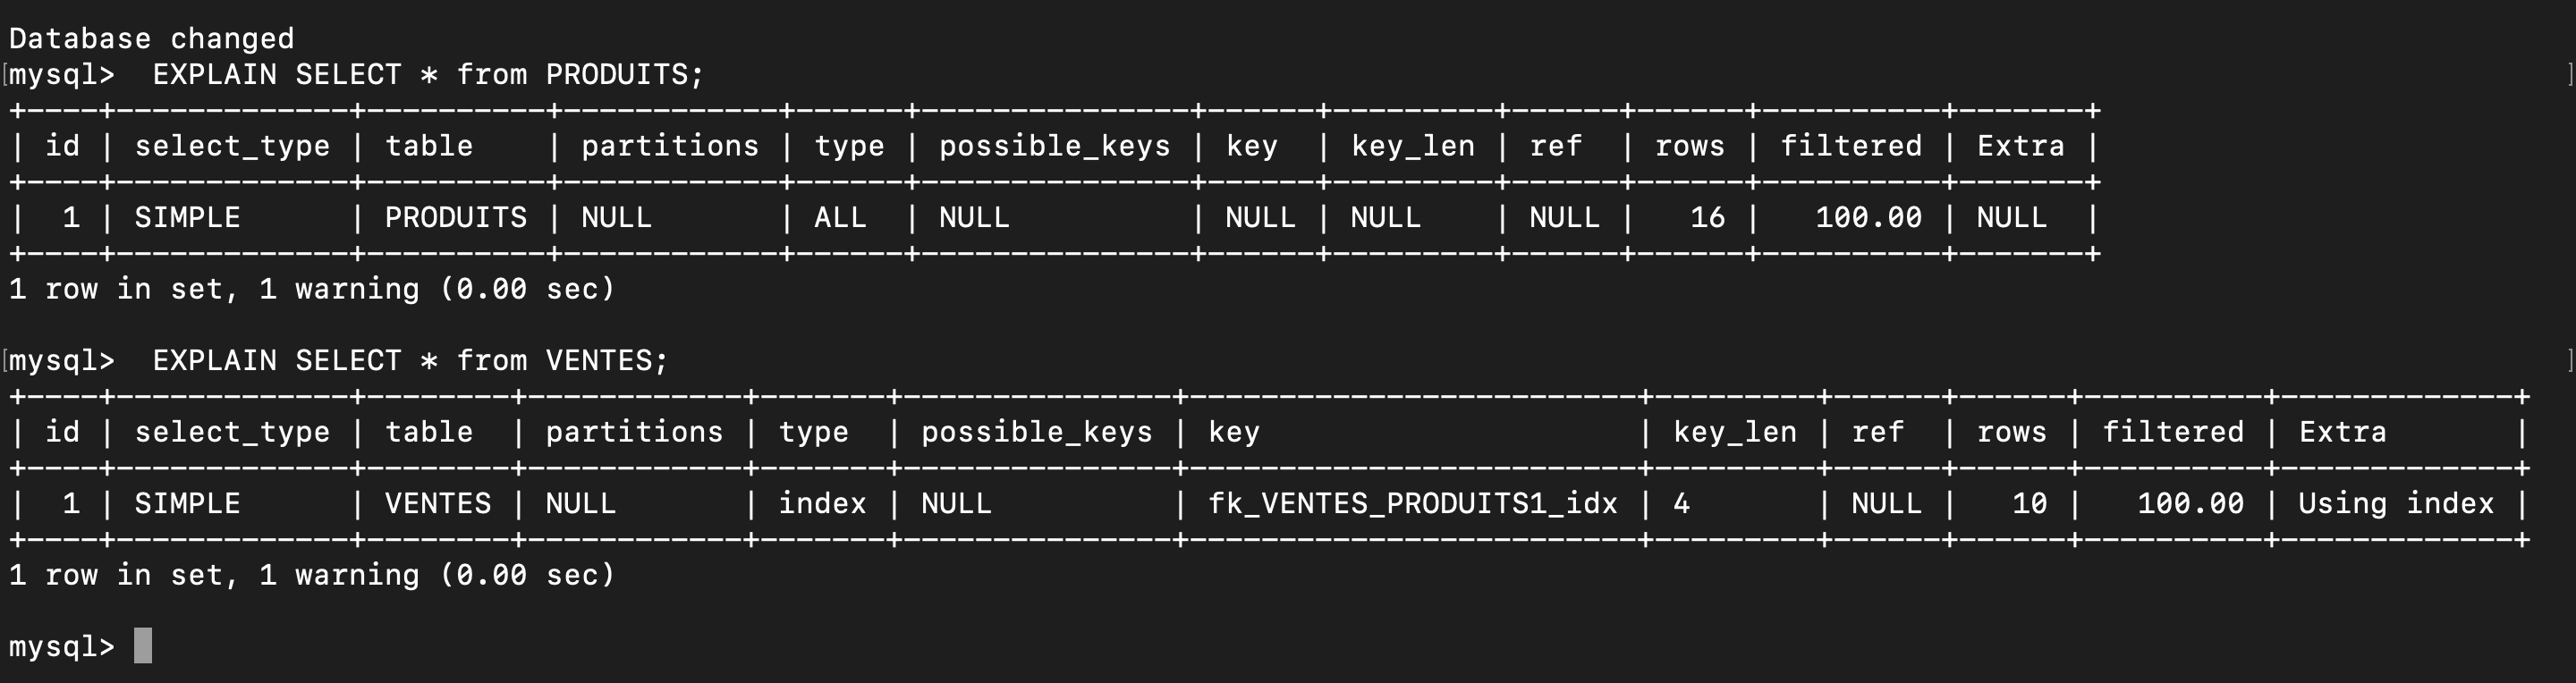 Database changed
[mysql>  EXPLAIN SELECT * from PRODUITS; ]
+----+-------------+----------+------------+------+---------------+------+---------+------+------+----------+-------+
| id | select_type | table    | partitions | type | possible_keys | key  | key_len | ref  | rows | filtered | Extra |
+----+-------------+----------+------------+------+---------------+------+---------+------+------+----------+-------+
|  1 | SIMPLE      | PRODUITS | NULL       | ALL  | NULL          | NULL | NULL    | NULL |   16 |   100.00 | NULL  |
+----+-------------+----------+------------+------+---------------+------+---------+------+------+----------+-------+
1 row in set, 1 warning (0.00 sec)

[mysql>  EXPLAIN SELECT * from VENTES; ]
+----+-------------+--------+------------+-------+---------------+-------------------------+---------+------+------+----------+-------------+
| id | select_type | table  | partitions | type  | possible_keys | key                     | key_len | ref  | rows | filtered | Extra       |
+----+-------------+--------+------------+-------+---------------+-------------------------+---------+------+------+----------+-------------+
|  1 | SIMPLE      | VENTES | NULL       | index | NULL          | fk_VENTES_PRODUITS1_idx | 4       | NULL |   10 |   100.00 | Using index |
+----+-------------+--------+------------+-------+---------------+-------------------------+---------+------+------+----------+-------------+
1 row in set, 1 warning (0.00 sec)

mysql>